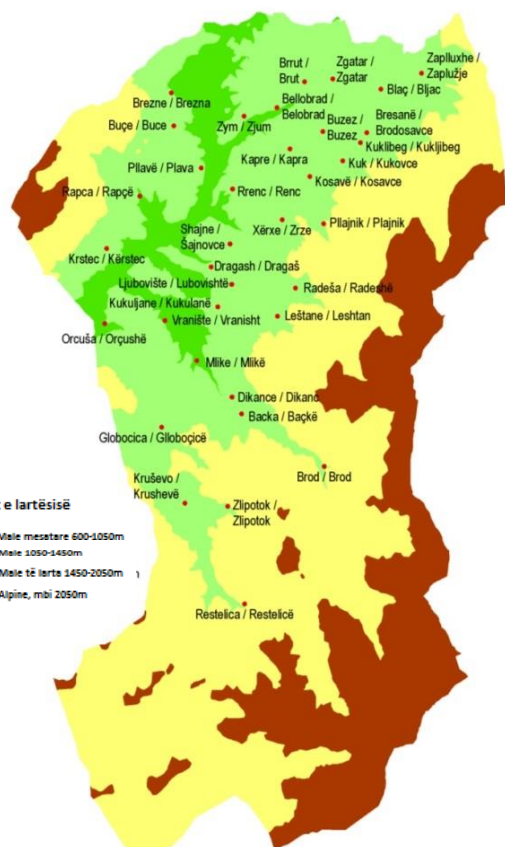 Brrut /
Brut
Zgatar /
Zgatar
Zaplluxhe /
Zaplužje
Brezne / Brezna
Blaç / Bljac
Bellobrad /
Belobrad
Buçe / Buce
Zym / Zjum
Buzez /
Buzez
Bresanë /
Brodosavce
Kuklibeg / Kukljibeg
Kapre / Kapra
Kuk / Kukovce
Pllavë / Plava
Kosavë / Kosavce
Rapca / Rapçë
Rrenc / Renc
Xërxe / Zrze
Pllajnik / Plajnik
Shajne /
Šajnovce
Krstec / Kërstec
Dragash / Dragaš
Ljubovište / Lubovishtë
Radeša / Radeshë
Kukuljane / Kukulanë
Vranište / Vranisht
Leštane / Leshtan
Orcuša / Orçushë
Mlike / Mlikë
Dikance / Dikanc
Backa / Baçkë
Globocica / Glloboçicë
Brod / Brod
Kruševo /
Krushevë
Zlipotok /
Zlipotok
e lartësisë
Male mesatare 600-1050m
Male 1050-1450m
Male të larta 1450-2050m
Alpine, mbi 2050m
Restelica / Restelicë